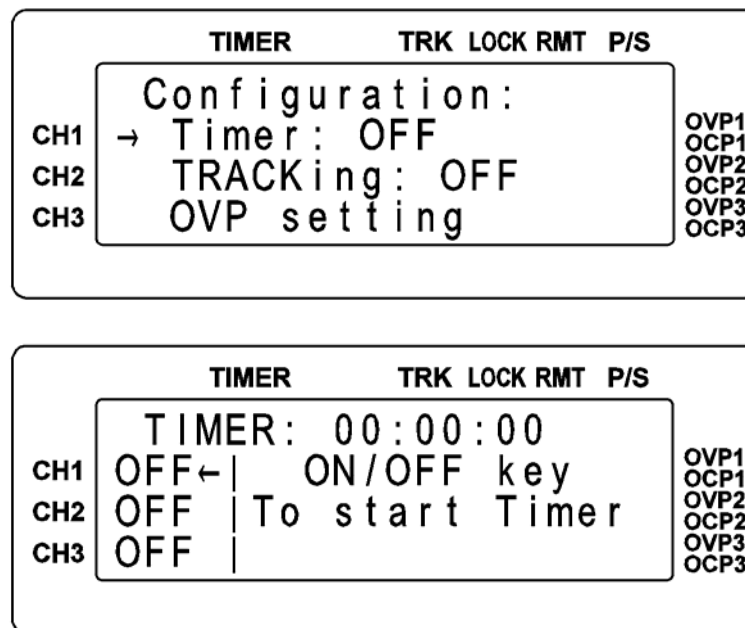 TIMER TRK LOCK RMT P/S
Configuration:
CH1 → Timer: OFF OVP1
OCP1
CH2 TRACKing: OFF OVP2
OCP2
CH3 OVP setting OVP3
OCP3
TIMER TRK LOCK RMT P/S
TIMER: 00:00:00
CH1 OFF←| ON/OFF key OVP1
OCP1
CH2 OFF |To start Timer OVP2
OCP2
CH3 OFF | OVP3
OCP3